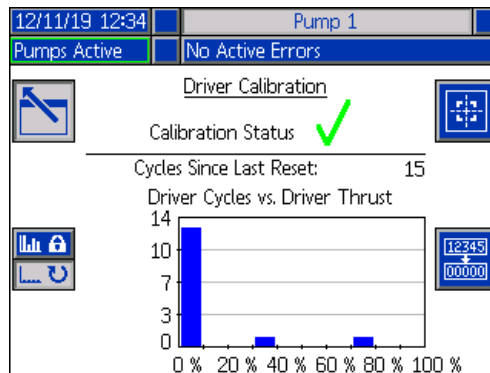 12/11/19 12:34 Pump 1
Pumps Active No Active Errors
Driver Calibration
Calibration Status
Cycles Since Last Reset: 15
Driver Cycles vs. Driver Thrust
14
10
7
3
0
0 % 20 % 40 % 60 % 80 % 100 %
12345
00000